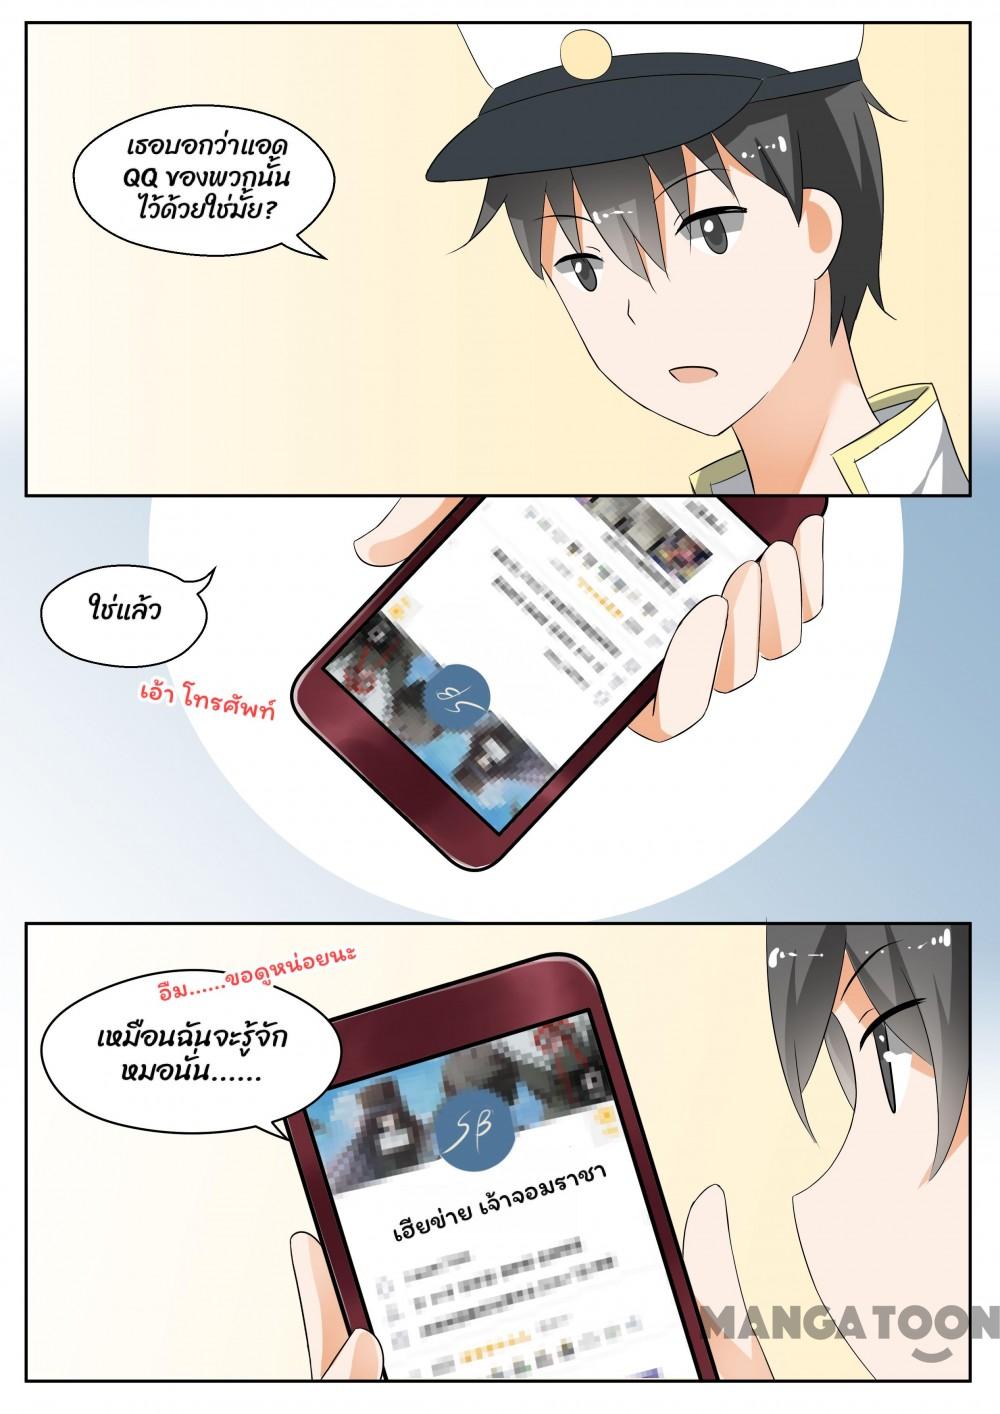 เธอบอกว่าแอด
QQ ของพวกนั้น
ไว้ด้วยใช่มั้ย?
ใช่แล้ว
เอ้า โทรศัพท์
SB
อืม......ขอดูหน่อยนะ
เหมือนฉันจะรู้จัก
หมอนั่น......
SB
เฮียข่าย เจ้าจอมราชา
MANGATOON